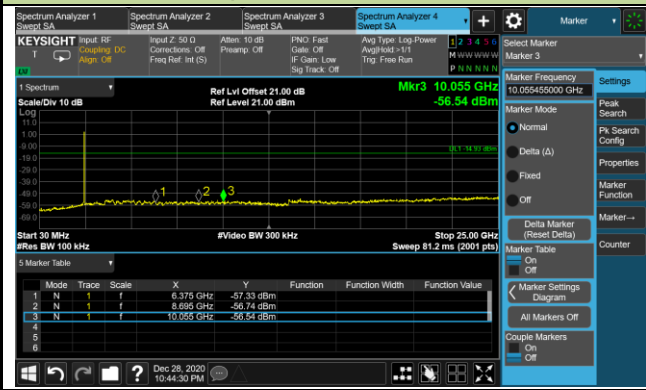 Spectrum Analyzer 1
Swept SA
Spectrum Analyzer 2
Swept SA
Spectrum Analyzer 3
Swept SA
Spectrum Analyzer 4
Swept SA
+
Marker
KEYSIGHT
T
Input: RF
Coupling: DC
Align: Off
Input Z: 50 Ω
Corrections: Off
Freq Ref: Int (S)
Atten: 10 dB
Preamp: Off
PNO: Fast
Gate: Off
IF Gain: Low
Sig Track: Off
Avg Type: Log-Power
Avg|Hold:>1/1
Trig: Free Run
1 2 3 4 5 6
M W W W W W
P N N N N N
Select Marker
Marker 3
1 Spectrum
Scale/Div 10 dB
Ref Lvl Offset 21.00 dB
Ref Level 21.00 dBm
Mkr3 10.055 GHz
-56.54 dBm
Log
11.0
1.00
-9.00
-19.0
-29.0
-39.0
-49.0
-59.0
-69.0
DL1 -14.93 dBm
1
2
3
Start 30 MHz
#Res BW 100 kHz
#Video BW 300 kHz
Stop 25.00 GHz
Sweep 81.2 ms (2001 pts)
5 Marker Table
Mode Trace Scale X Y Function Function Width Function Value
1 N 1 f 6.375 GHz -57.33 dBm
2 N 1 f 8.695 GHz -56.74 dBm
3 N 1 f 10.055 GHz -56.54 dBm
4
5
6
Marker Frequency
10.055455000 GHz
Marker Mode
Normal
Delta (Δ)
Fixed
Off
Delta Marker
(Reset Delta)
Marker Table
On
Off
Marker Settings
Diagram
All Markers Off
Couple Markers
On
Off
Settings
Peak
Search
Pk Search
Config
Properties
Marker
Function
Marker→
Counter
?
Dec 28, 2020
10:44:30 PM